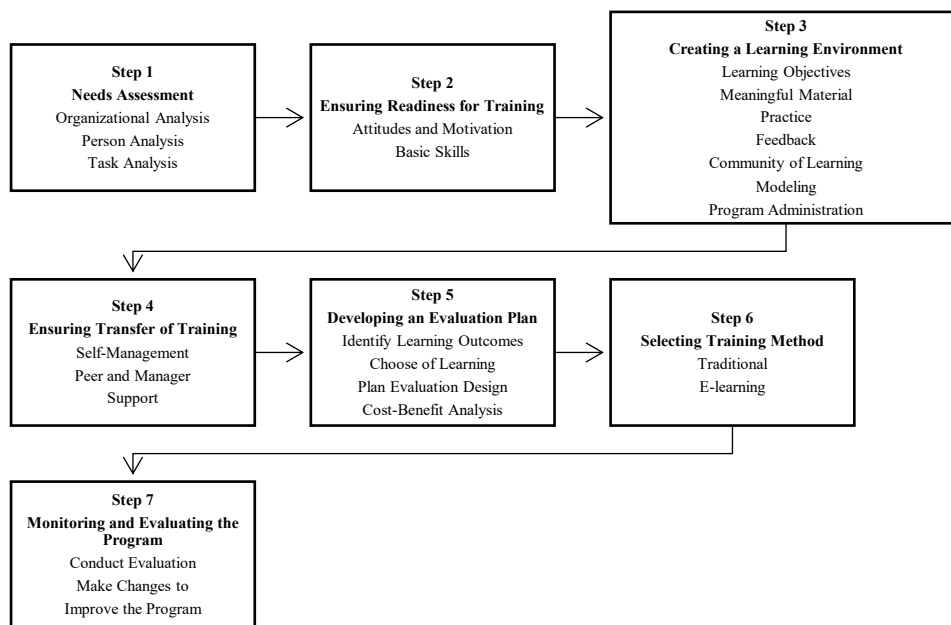 Step 1
Needs Assessment
Organizational Analysis
Person Analysis
Task Analysis
Step 2
Ensuring Readiness for Training
Attitudes and Motivation
Basic Skills
Step 3
Creating a Learning Environment
Learning Objectives
Meaningful Material
Practice
Feedback
Community of Learning
Modeling
Program Administration
Step 4
Ensuring Transfer of Training
Self-Management
Peer and Manager
Support
Step 5
Developing an Evaluation Plan
Identify Learning Outcomes
Choose of Learning
Plan Evaluation Design
Cost-Benefit Analysis
Step 6
Selecting Training Method
Traditional
E-learning
Step 7
Monitoring and Evaluating the
Program
Conduct Evaluation
Make Changes to
Improve the Program